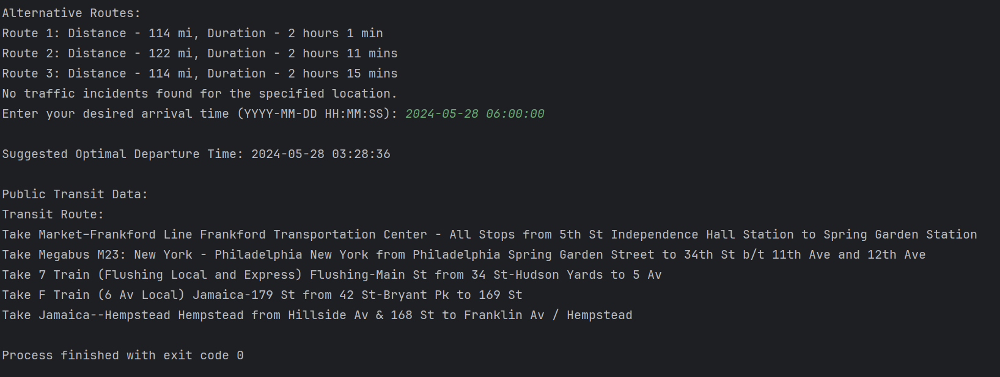 Alternative Routes:
Route 1: Distance - 114 mi, Duration - 2 hours 1 min
Route 2: Distance - 122 mi, Duration - 2 hours 11 mins
Route 3: Distance - 114 mi, Duration - 2 hours 15 mins
No traffic incidents found for the specified location.
Enter your desired arrival time (YYYY-MM-DD HH:MM:SS): 2024-05-28 06:00:00
Suggested Optimal Departure Time: 2024-05-28 03:28:36
Public Transit Data:
Transit Route:
Take Market–Frankford Line Frankford Transportation Center - All Stops from 5th St Independence Hall Station to Spring Garden Station
Take Megabus M23: New York - Philadelphia New York from Philadelphia Spring Garden Street to 34th St b/t 11th Ave and 12th Ave
Take 7 Train (Flushing Local and Express) Flushing-Main St from 34 St-Hudson Yards to 5 Av
Take F Train (6 Av Local) Jamaica-179 St from 42 St-Bryant Pk to 169 St
Take Jamaica--Hempstead Hempstead from Hillside Av & 168 St to Franklin Av / Hempstead
Process finished with exit code 0